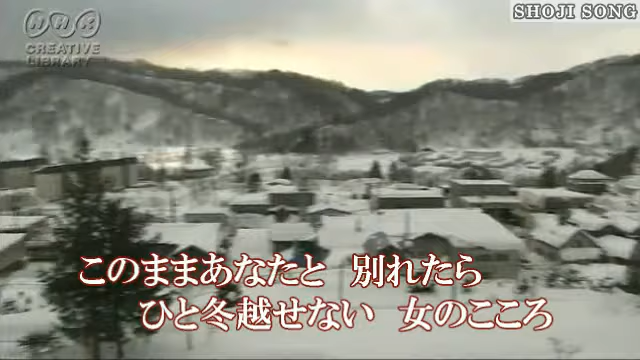 NHK
CREATIVE
LIBRARY
SHOJI SONG
このままあなたと　別れたら
ひと冬越せない　女のこころ